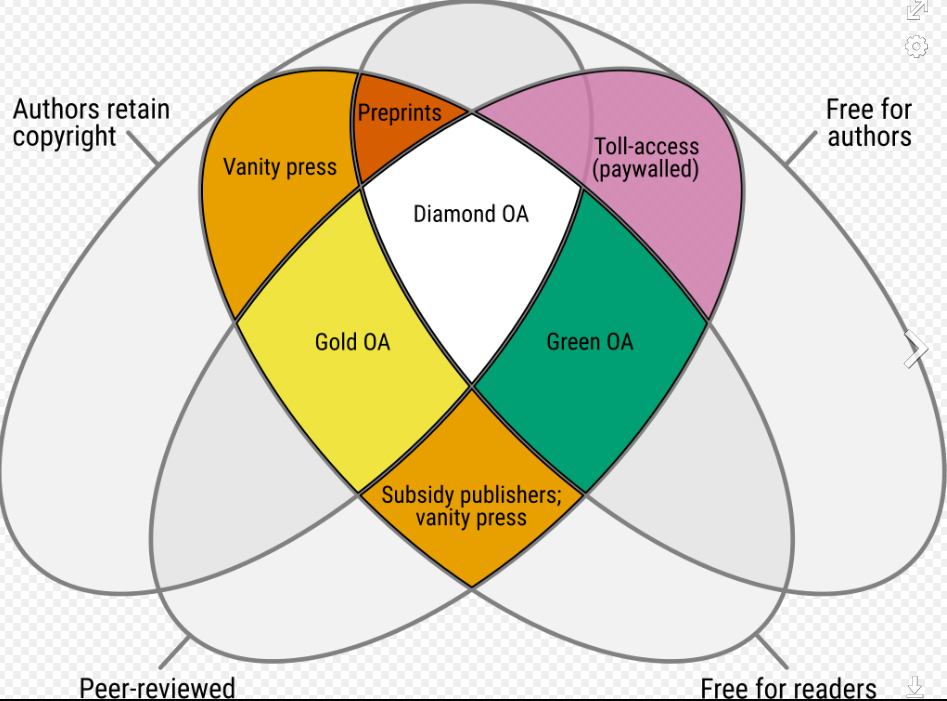 Authors retain
copyright
Free for
authors
Preprints
Vanity press
Toll-access
(paywalled)
Diamond OA
Gold OA
Green OA
Subsidy publishers;
vanity press
Peer-reviewed
Free for readers